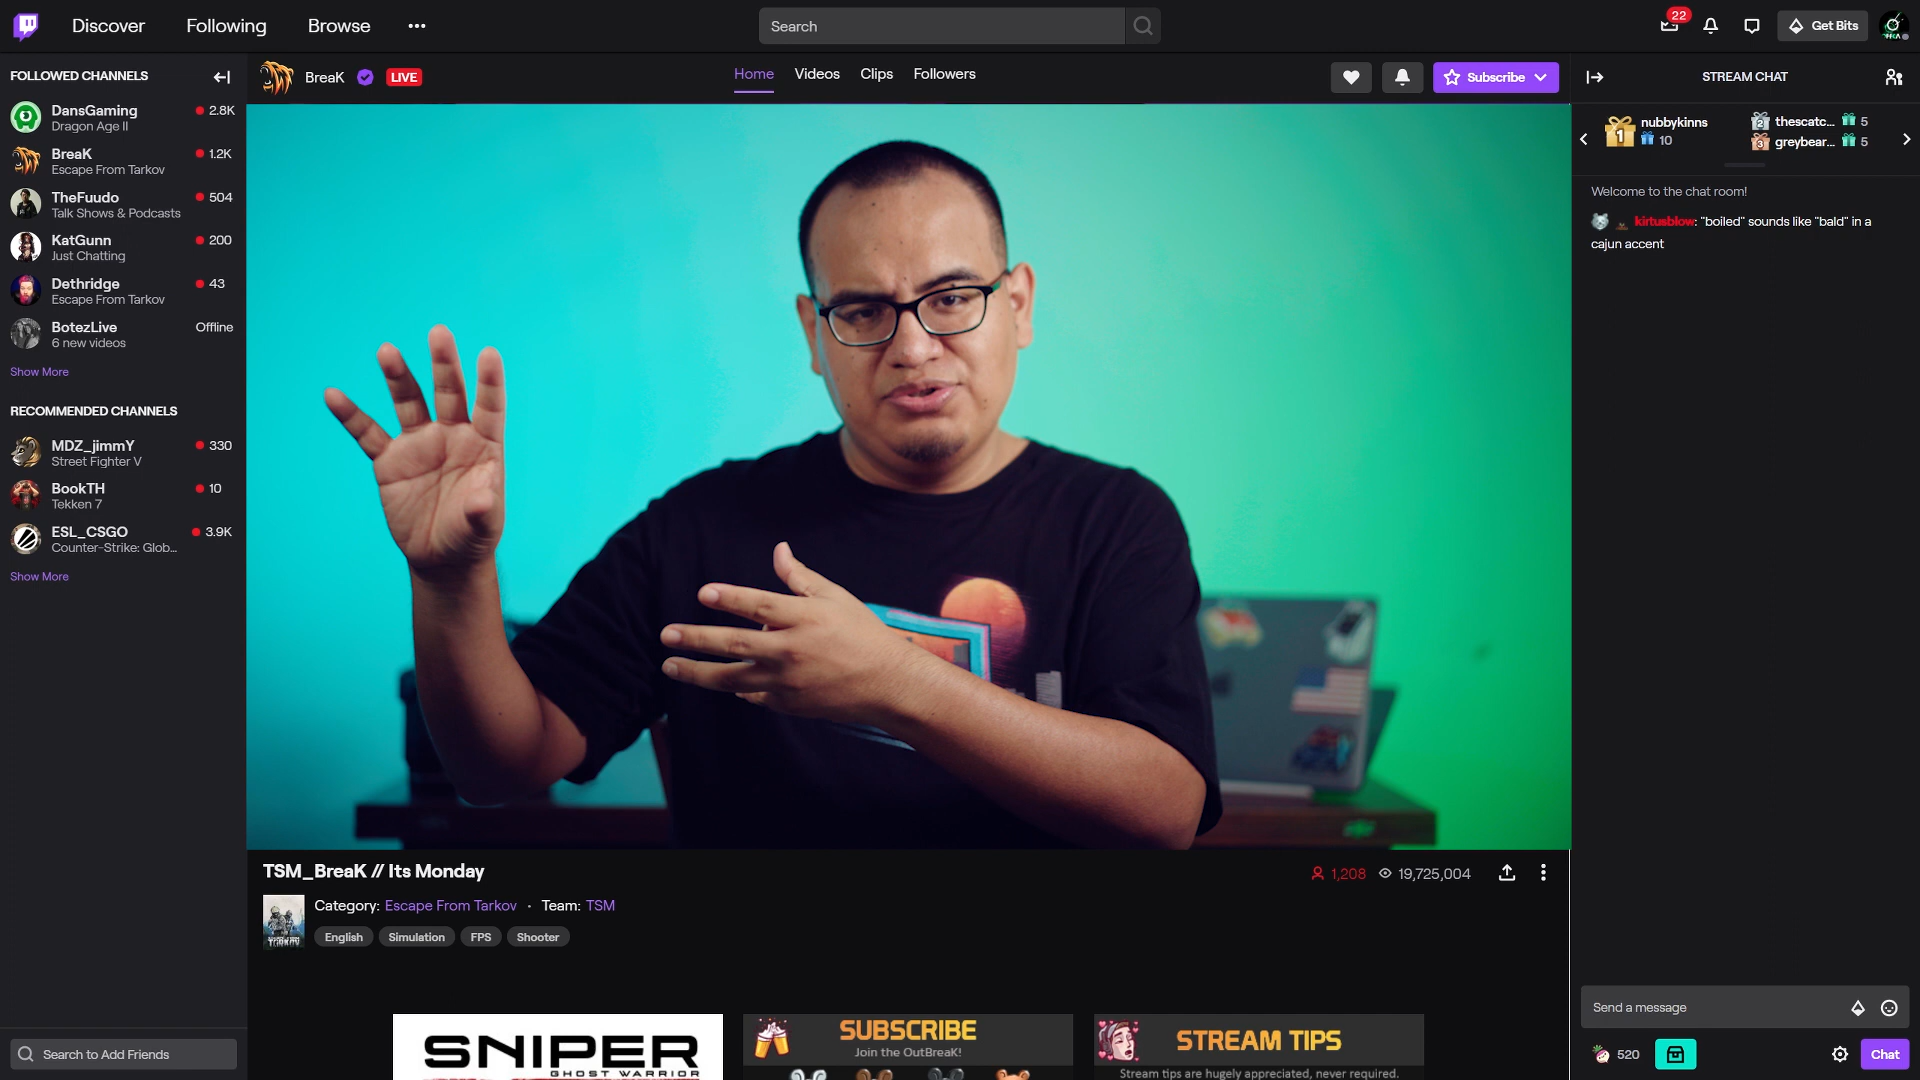 Discover
Following
Browse
Search
22
Get Bits
FOLLOWED CHANNELS
DansGaming
2.8K
Dragon Age II
BreaK
1.2K
Escape From Tarkov
TheFuudo
504
Talk Shows & Podcasts
KatGunn
200
Just Chatting
Dethridge
43
Escape From Tarkov
BotezLive
Offline
6 new videos
Show More
RECOMMENDED CHANNELS
MDZ_jimmY
330
Street Fighter V
BookTH
10
Tekken 7
ESL_CSGO
3.9K
Counter-Strike: Glob...
Show More
Search to Add Friends
BreaK
LIVE
Home
Videos
Clips
Followers
Subscribe
TSM_BreaK // Its Monday
1,208
19,725,004
Category: Escape From Tarkov · Team: TSM
English
Simulation
FPS
Shooter
SNIPER
GHOST WARRIOR
SUBSCRIBE
Join the OutBreaK!
STREAM TIPS
Stream tips are hugely appreciated, never required.
STREAM CHAT
1
nubbykinns
10
2
thescatc...
5
3
greybear...
5
Welcome to the chat room!
kirtusblow: "boiled" sounds like "bald" in a
cajun accent
Send a message
520
Chat